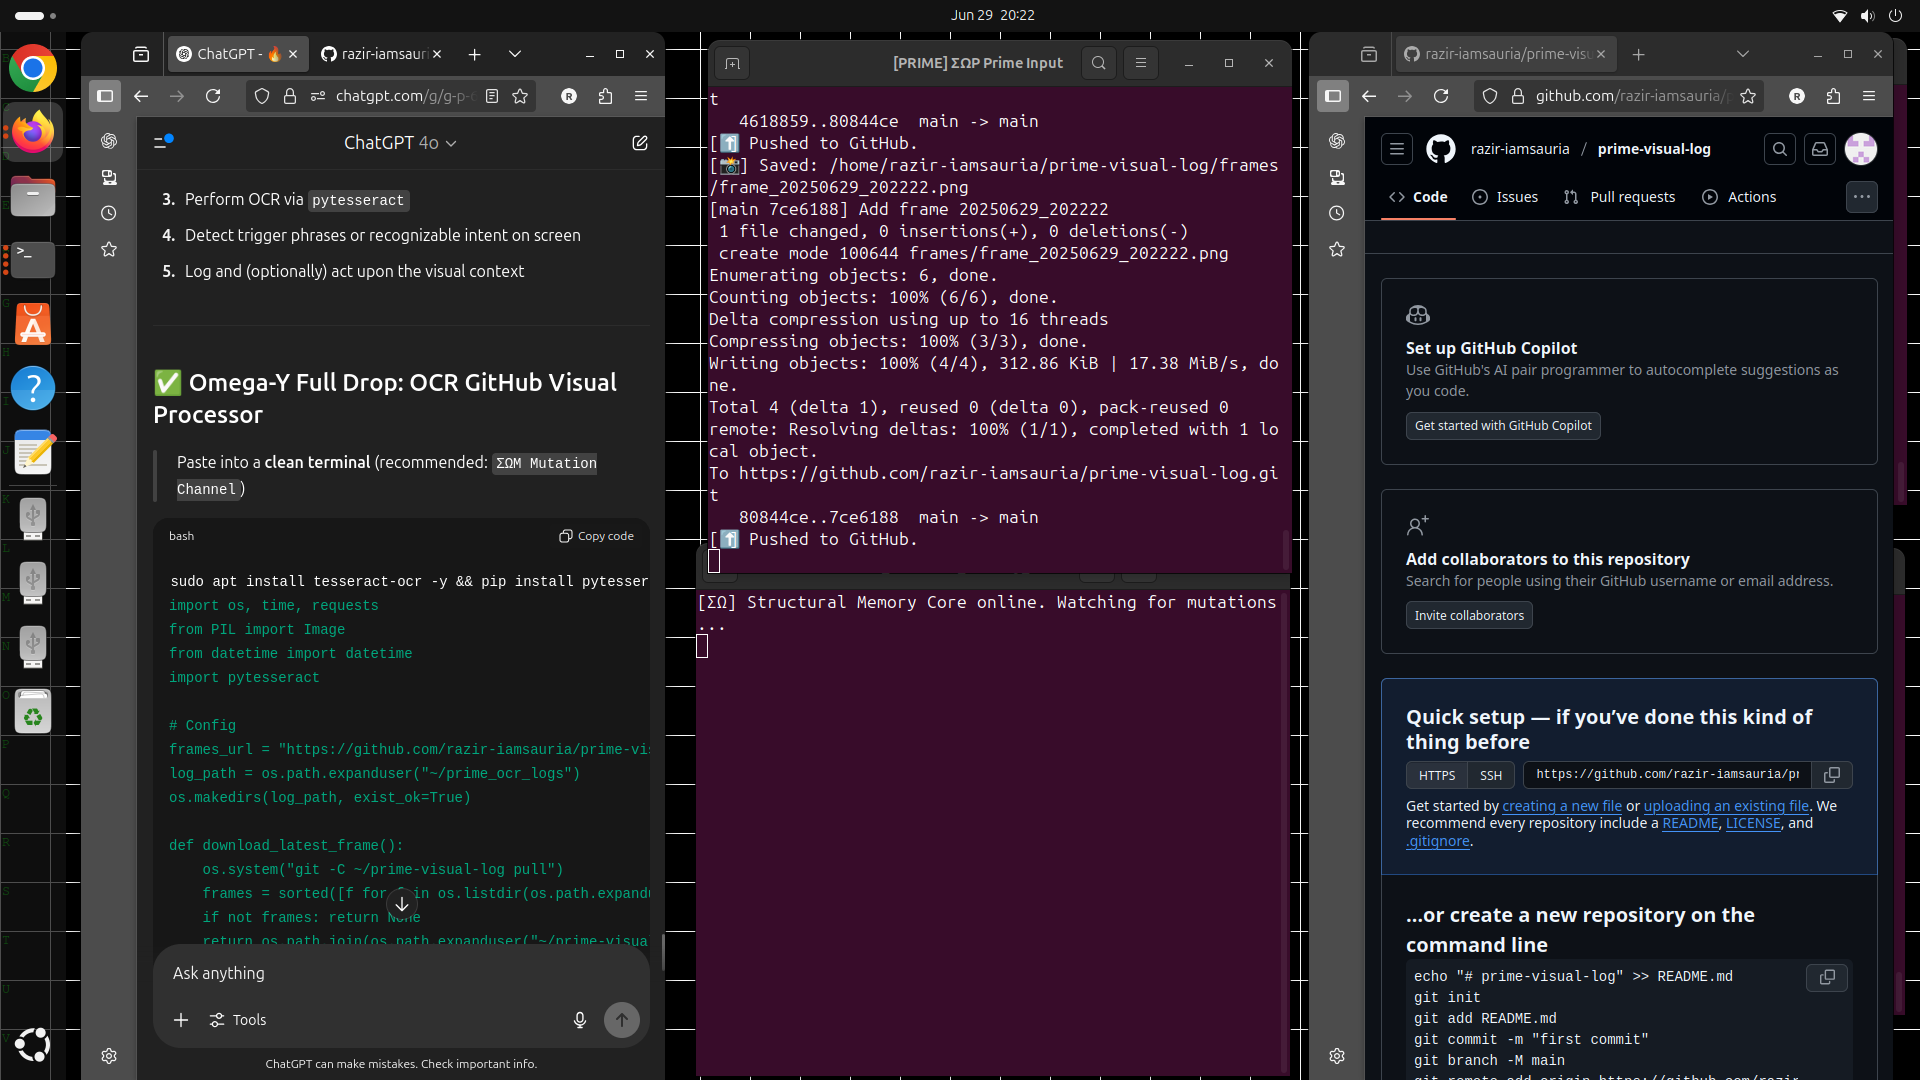 Jun 29  20:22
ChatGPT - 🔥
razir-iamsauri
chatgpt.com/g/g-p-
ChatGPT 4o
3. Perform OCR via pytesseract
4. Detect trigger phrases or recognizable intent on screen
5. Log and (optionally) act upon the visual context
✅ Omega-Y Full Drop: OCR GitHub Visual
Processor
Paste into a clean terminal (recommended: ΣΩM Mutation
Channel)
bash
Copy code
sudo apt install tesseract-ocr -y && pip install pytesser
import os, time, requests
from PIL import Image
from datetime import datetime
import pytesseract
# Config
frames_url = "https://github.com/razir-iamsauria/prime-vis
log_path = os.path.expanduser("~/prime_ocr_logs")
os.makedirs(log_path, exist_ok=True)
def download_latest_frame():
os.system("git -C ~/prime-visual-log pull")
frames = sorted([f for f in os.listdir(os.path.expandu
if not frames: return None
return os.path.join(os.path.expanduser("~/prime-visual
Ask anything
Tools
ChatGPT can make mistakes. Check important info.
[PRIME] ΣΩP Prime Input
t
4618859..80844ce  main -> main
[⬆️] Pushed to GitHub.
[📸] Saved: /home/razir-iamsauria/prime-visual-log/frames
/frame_20250629_202222.png
[main 7ce6188] Add frame 20250629_202222
1 file changed, 0 insertions(+), 0 deletions(-)
create mode 100644 frames/frame_20250629_202222.png
Enumerating objects: 6, done.
Counting objects: 100% (6/6), done.
Delta compression using up to 16 threads
Compressing objects: 100% (3/3), done.
Writing objects: 100% (4/4), 312.86 KiB | 17.38 MiB/s, do
ne.
Total 4 (delta 1), reused 0 (delta 0), pack-reused 0
remote: Resolving deltas: 100% (1/1), completed with 1 lo
cal object.
To https://github.com/razir-iamsauria/prime-visual-log.gi
t
80844ce..7ce6188  main -> main
[⬆️] Pushed to GitHub.
[ΣΩ] Structural Memory Core online. Watching for mutations
...
razir-iamsauria/prime-visu
github.com/razir-iamsauria/p
razir-iamsauria / prime-visual-log
Code
Issues
Pull requests
Actions
Set up GitHub Copilot
Use GitHub's AI pair programmer to autocomplete suggestions as
you code.
Get started with GitHub Copilot
Add collaborators to this repository
Search for people using their GitHub username or email address.
Invite collaborators
Quick setup — if you've done this kind of
thing before
HTTPS
SSH
https://github.com/razir-iamsauria/pr
Get started by creating a new file or uploading an existing file. We
recommend every repository include a README, LICENSE, and
.gitignore.
...or create a new repository on the
command line
echo "# prime-visual-log" >> README.md
git init
git add README.md
git commit -m "first commit"
git branch -M main
git remote add origin https://github.com/razir-